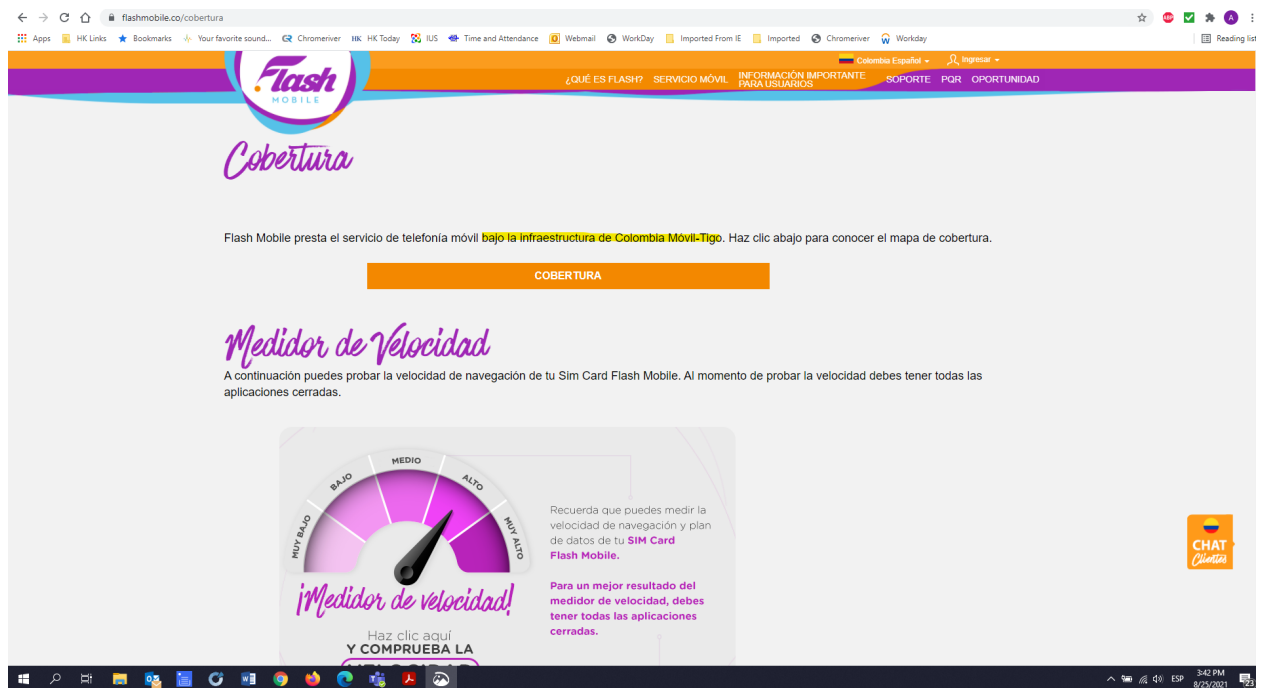 flashmobile.co/cobertura
ABP
A
Apps HK Links Bookmarks Your favorite sound... CR Chromeriver HK HK Today IUS Time and Attendance Webmail WorkDay Imported From IE Imported Chromeriver Workday Reading list
Colombia Español Ingresar
Flash
MOBILE
¿QUÉ ES FLASH? SERVICIO MÓVIL INFORMACIÓN IMPORTANTE
PARA USUARIOS
SOPORTE PQR OPORTUNIDAD
Cobertura
Flash Mobile presta el servicio de telefonía móvil bajo la infraestructura de Colombia Móvil-Tigo. Haz clic abajo para conocer el mapa de cobertura.
COBERTURA
Medidor de Velocidad
A continuación puedes probar la velocidad de navegación de tu Sim Card Flash Mobile. Al momento de probar la velocidad debes tener todas las
aplicaciones cerradas.
MUY BAJO
BAJO
MEDIO
ALTO
MUY ALTO
¡Medidor de velocidad!
Haz clic aquí
Y COMPRUEBA LA
VELOCIDAD
Recuerda que puedes medir la
velocidad de navegación y plan
de datos de tu SIM Card
Flash Mobile.
Para un mejor resultado del
medidor de velocidad, debes
tener todas las aplicaciones
cerradas.
CHAT
Clientes
ESP
3:42 PM
8/25/2021
23